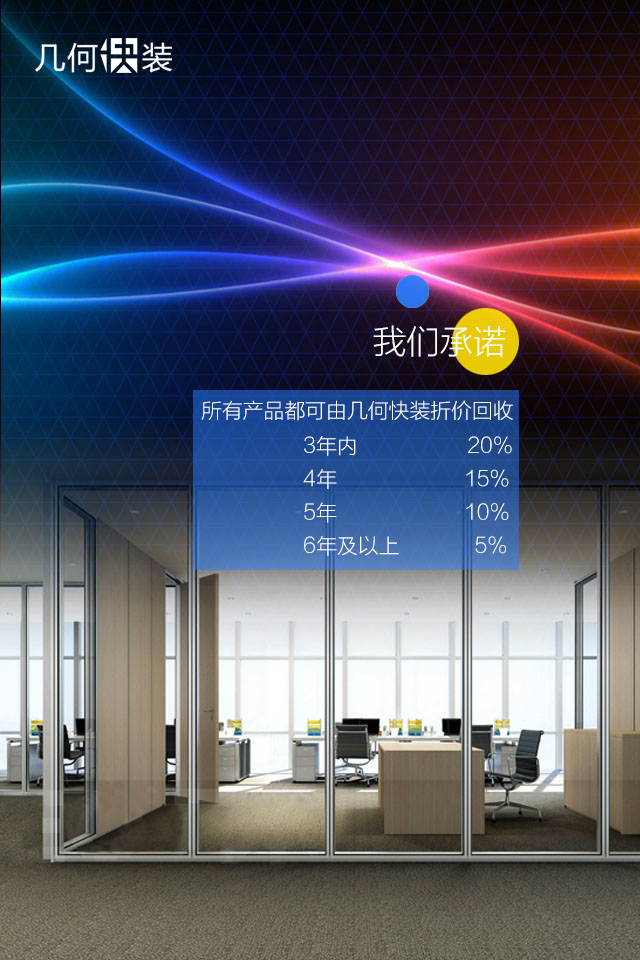 几何快装
我们承诺
所有产品都可由几何快装折价回收
3年内 20%
4年 15%
5年 10%
6年及以上 5%